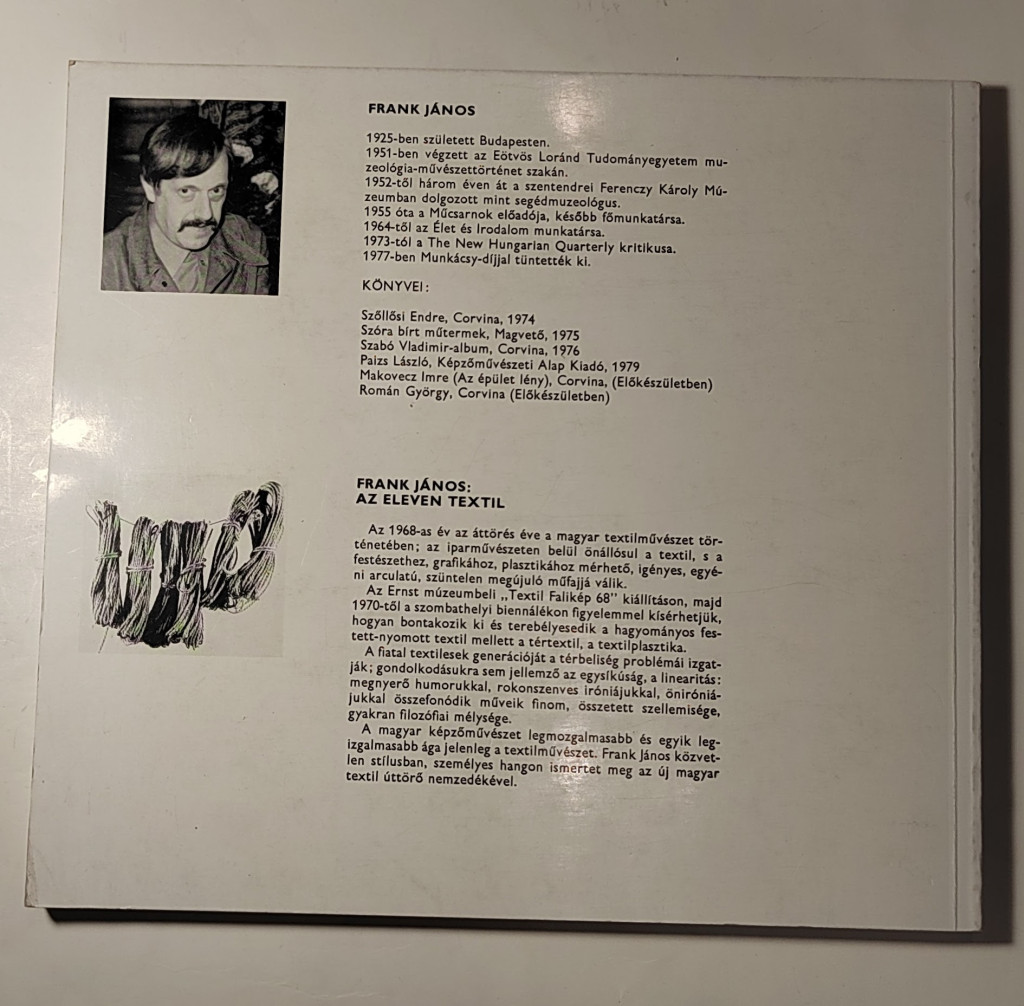 FRANK JÁNOS
1925-ben született Budapesten.
1951-ben végzett az Eötvös Loránd Tudományegyetem mu-
zeológia-művészettörténet szakán.
1952-től három éven át a szentendrei Ferenczy Károly Mú-
zeumban dolgozott mint segédmuzeológus.
1955 óta a Műcsarnok előadója, később főmunkatársa.
1964-től az Élet és Irodalom munkatársa.
1973-tól a The New Hungarian Quarterly kritikusa.
1977-ben Munkácsy-díjjal tüntették ki.
KÖNYVEI:
Szőllősi Endre, Corvina, 1974
Szóra bírt műtermek, Magvető, 1975
Szabó Vladimir-album, Corvina, 1976
Paizs László, Képzőművészeti Alap Kiadó, 1979
Makovecz Imre (Az épület lény), Corvina, (Előkészületben)
Román György, Corvina (Előkészületben)
FRANK JÁNOS:
AZ ELEVEN TEXTIL
Az 1968-as év az áttörés éve a magyar textilművészet tör-
ténetében; az iparművészeten belül önállósul a textil, s a
festészethez, grafikához, plasztikához mérhető, igényes, egyé-
ni arculatú, szüntelen megújuló műfajjá válik.
Az Ernst múzeumbeli „Textil Falikép 68" kiállításon, majd
1970-től a szombathelyi biennálékon figyelemmel kísérhetjük,
hogyan bontakozik ki és terebélyesedik a hagyományos fes-
tett-nyomott textil mellett a tértextil, a textilplasztika.
A fiatal textilesek generációját a térbeliség problémái izgat-
ják; gondolkodásukra sem jellemző az egysíkúság, a linearitás:
megnyerő humorukkal, rokonszenves iróniájukkal, öniróniá-
jukkal összefonódik műveik finom, összetett szellemisége,
gyakran filozófiai mélysége.
A magyar képzőművészet legmozgalmasabb és egyik leg-
izgalmasabb ága jelenleg a textilművészet. Frank János közvet-
len stílusban, személyes hangon ismertet meg az új magyar
textil úttörő nemzedékével.